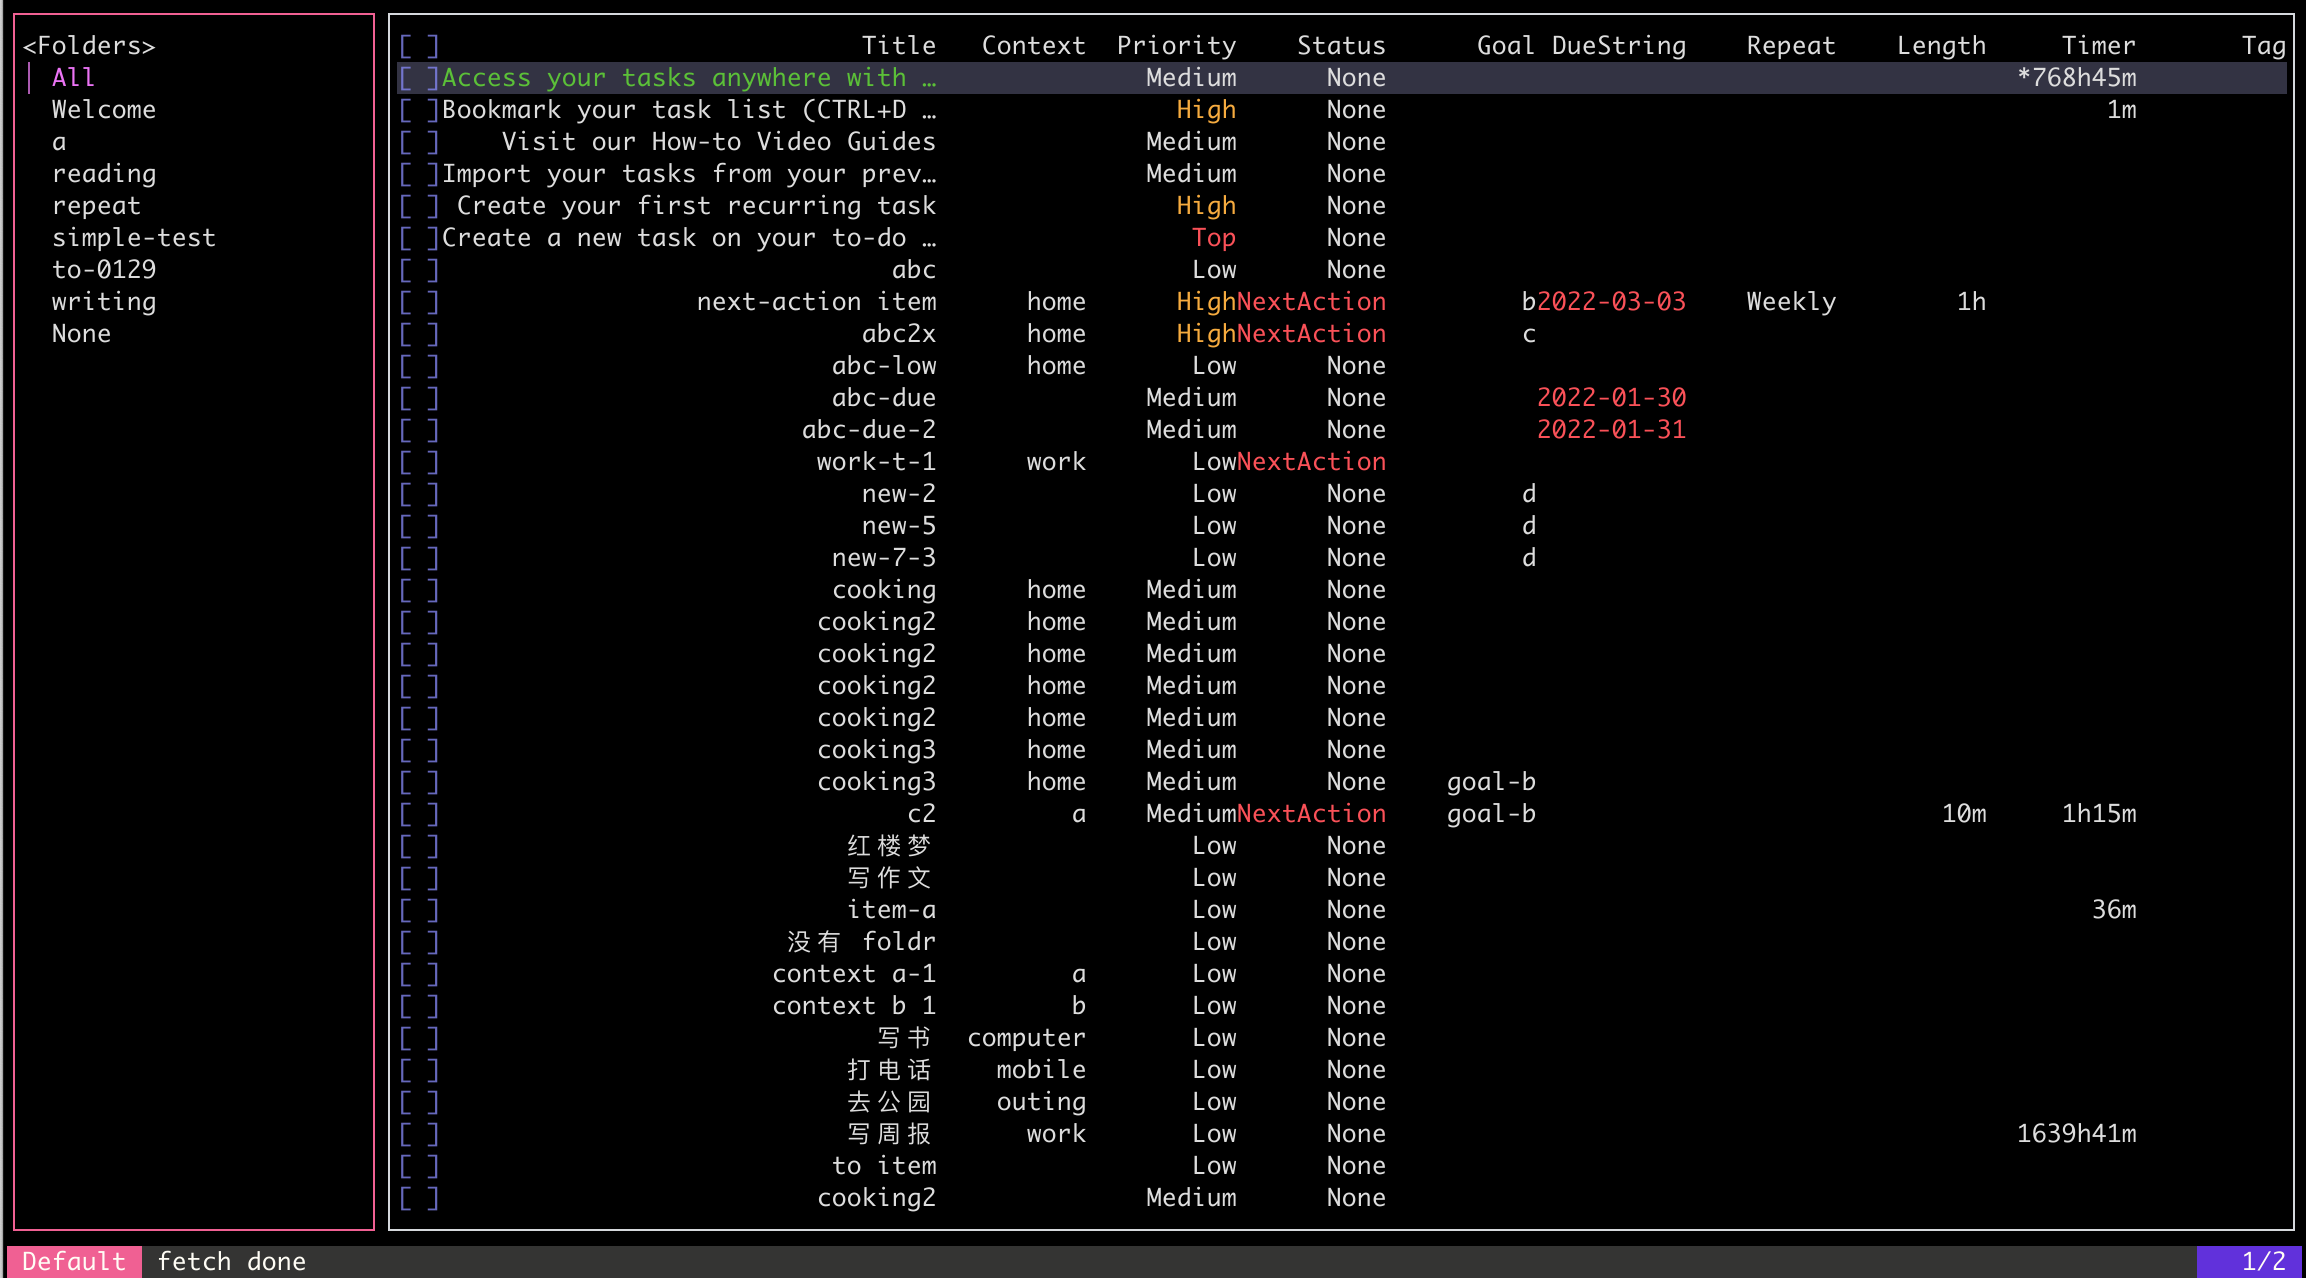 <Folders>
All
Welcome
a
reading
repeat
simple-test
to-0129
writing
None
[ ] Title Context Priority Status Goal DueString Repeat Length Timer Tag
[ ]Access your tasks anywhere with … Medium None *768h45m
[ ]Bookmark your task list (CTRL+D … High None 1m
[ ] Visit our How-to Video Guides Medium None
[ ]Import your tasks from your prev… Medium None
[ ] Create your first recurring task High None
[ ]Create a new task on your to-do … Top None
[ ] abc Low None
[ ] next-action item home HighNextAction b2022-03-03 Weekly 1h
[ ] abc2x home HighNextAction c
[ ] abc-low home Low None
[ ] abc-due Medium None 2022-01-30
[ ] abc-due-2 Medium None 2022-01-31
[ ] work-t-1 work LowNextAction
[ ] new-2 Low None d
[ ] new-5 Low None d
[ ] new-7-3 Low None d
[ ] cooking home Medium None
[ ] cooking2 home Medium None
[ ] cooking2 home Medium None
[ ] cooking2 home Medium None
[ ] cooking2 home Medium None
[ ] cooking3 home Medium None
[ ] cooking3 home Medium None goal-b
[ ] c2 a MediumNextAction goal-b 10m 1h15m
[ ] 红楼梦 Low None
[ ] 写作文 Low None
[ ] item-a Low None 36m
[ ] 没有 foldr Low None
[ ] context a-1 a Low None
[ ] context b 1 b Low None
[ ] 写书 computer Low None
[ ] 打电话 mobile Low None
[ ] 去公园 outing Low None
[ ] 写周报 work Low None 1639h41m
[ ] to item Low None
[ ] cooking2 Medium None
Default fetch done 1/2